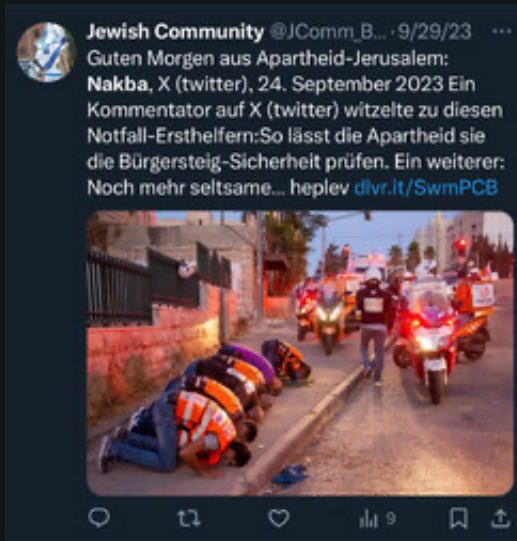 Jewish Community @JComm_B... · 9/29/23 ...
Guten Morgen aus Apartheid-Jerusalem:
Nakba, X (twitter), 24. September 2023 Ein
Kommentator auf X (twitter) witzelte zu diesen
Notfall-Ersthelfern:So lässt die Apartheid sie
die Bürgersteig-Sicherheit prüfen. Ein weiterer:
Noch mehr seltsame... heplev dlvr.it/SwmPCB
9